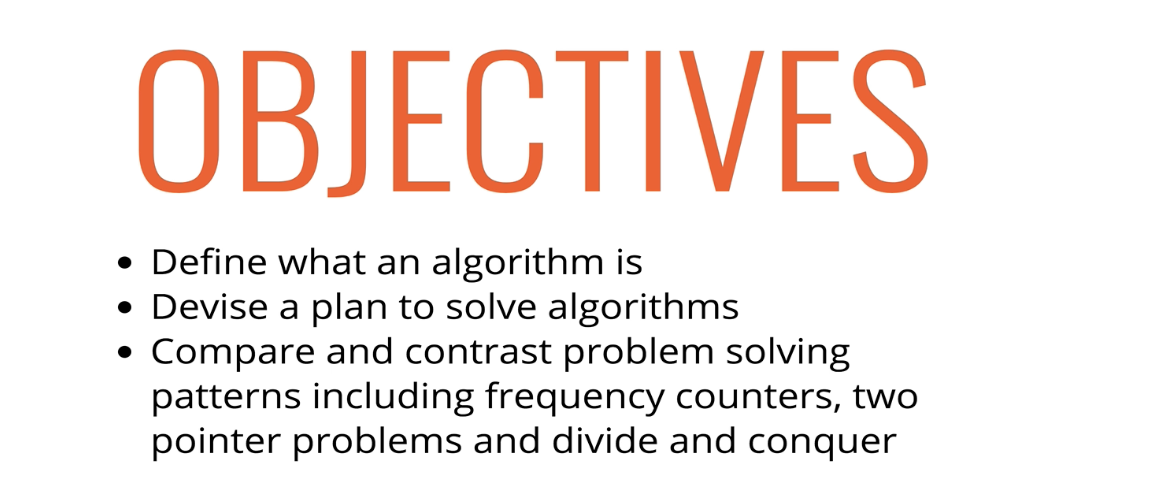 OBJECTIVES
• Define what an algorithm is
• Devise a plan to solve algorithms
• Compare and contrast problem solving
patterns including frequency counters, two
pointer problems and divide and conquer